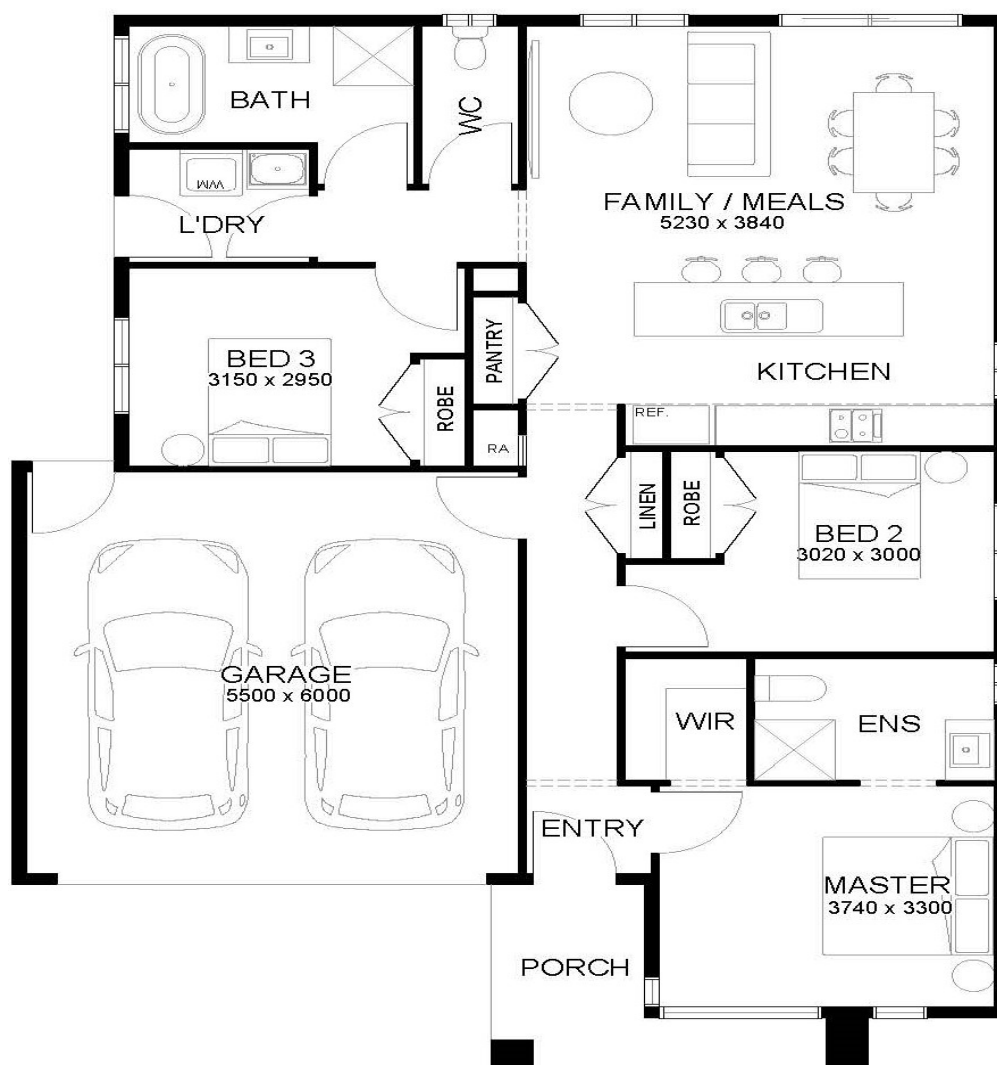 BATH
WC
WM
L'DRY
FAMILY / MEALS
5230 x 3840
BED 3
3150 x 2950
ROBE
PANTRY
KITCHEN
REF.
RA
LINEN
ROBE
BED 2
3020 x 3000
GARAGE
5500 x 6000
WIR
ENS
ENTRY
MASTER
3740 x 3300
PORCH